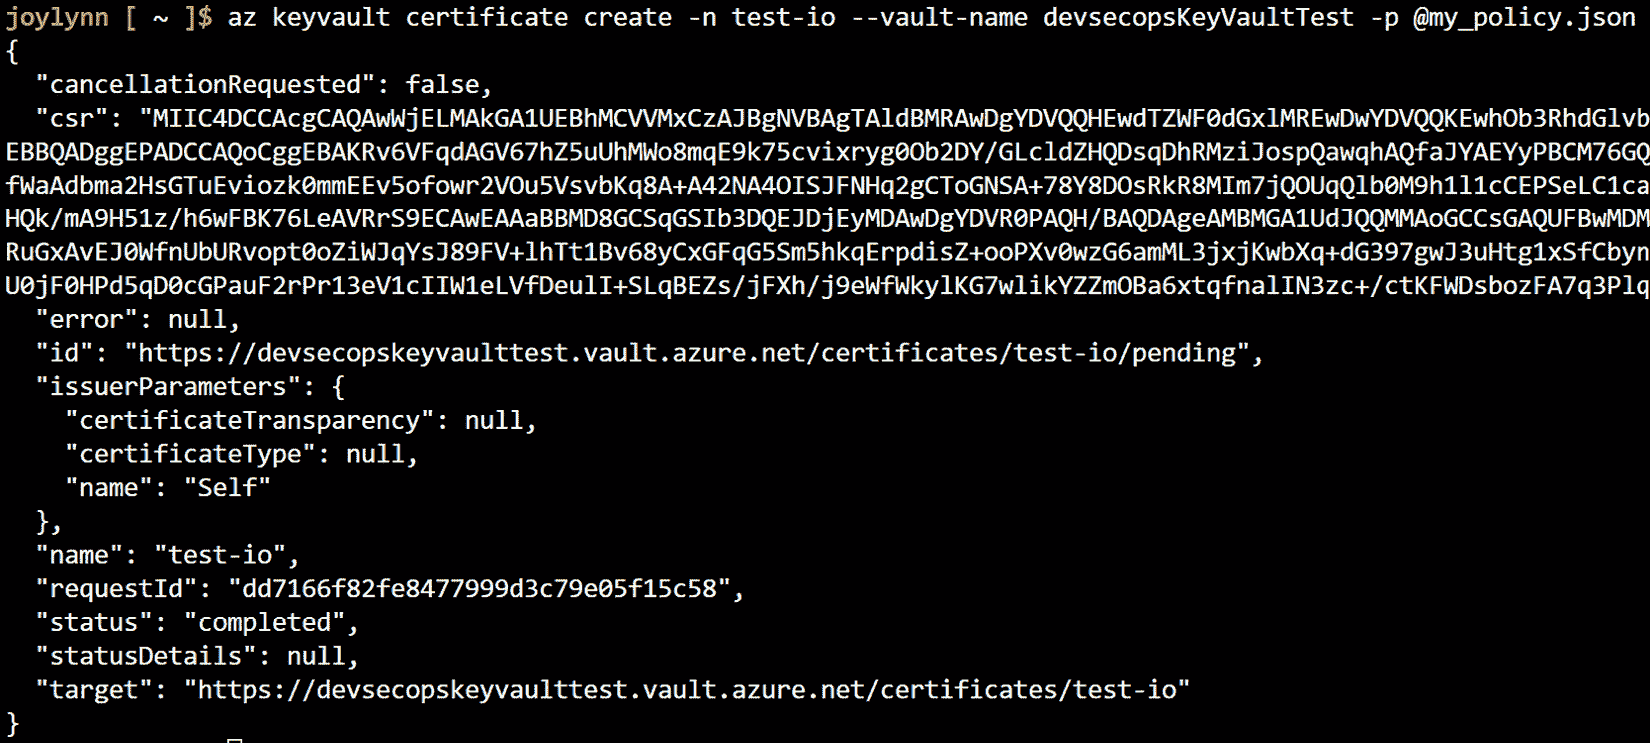 joylynn [ ~ ]$ az keyvault certificate create -n test-io --vault-name devsecopsKeyVaultTest -p @my_policy.json
{
  "cancellationRequested": false,
  "csr": "MIIC4DCCAcgCAQAwWjELMAkGA1UEBhMCVVMxCzAJBgNVBAgTAldBMRAwDgYDVQQHEwdTZWF0dGxlMREwDwYDVQQKEwhOb3RhdGlvb
EBBQADggEPADCCAQoCggEBAKRv6VFqdAGV67hZ5uUhMWo8mqE9k75cvixryg0Ob2DY/GLcldZHQDsqDhRMziJospQawqhAQfaJYAEYyPBCM76GQ
fWaAdbma2HsGTuEviozk0mmEEv5ofowr2VOu5VsvbKq8A+A42NA4OISJFNHq2gCToGNSA+78Y8DOsRkR8MIm7jQOUqQlb0M9h1l1cCEPSeLC1ca
HQk/mA9H51z/h6wFBK76LeAVRrS9ECAwEAAaBBMD8GCSqGSIb3DQEJDjEyMDAwDgYDVR0PAQH/BAQDAgeAMBMGA1UdJQQMMAoGCCsGAQUFBwMDM
RuGxAvEJ0WfnUbURvopt0oZiWJqYsJ89FV+lhTt1Bv68yCxGFqG5Sm5hkqErpdisZ+ooPXv0wzG6amML3jxjKwbXq+dG397gwJ3uHtg1xSfCbyn
U0jF0HPd5qD0cGPauF2rPr13eV1cIIW1eLVfDeulI+SLqBEZs/jFXh/j9eWfWkylKG7wlikYZZmOBa6xtqfnalIN3zc+/ctKFWDsbozFA7q3Plq
  "error": null,
  "id": "https://devsecopskeyvaulttest.vault.azure.net/certificates/test-io/pending",
  "issuerParameters": {
    "certificateTransparency": null,
    "certificateType": null,
    "name": "Self"
  },
  "name": "test-io",
  "requestId": "dd7166f82fe8477999d3c79e05f15c58",
  "status": "completed",
  "statusDetails": null,
  "target": "https://devsecopskeyvaulttest.vault.azure.net/certificates/test-io"
}